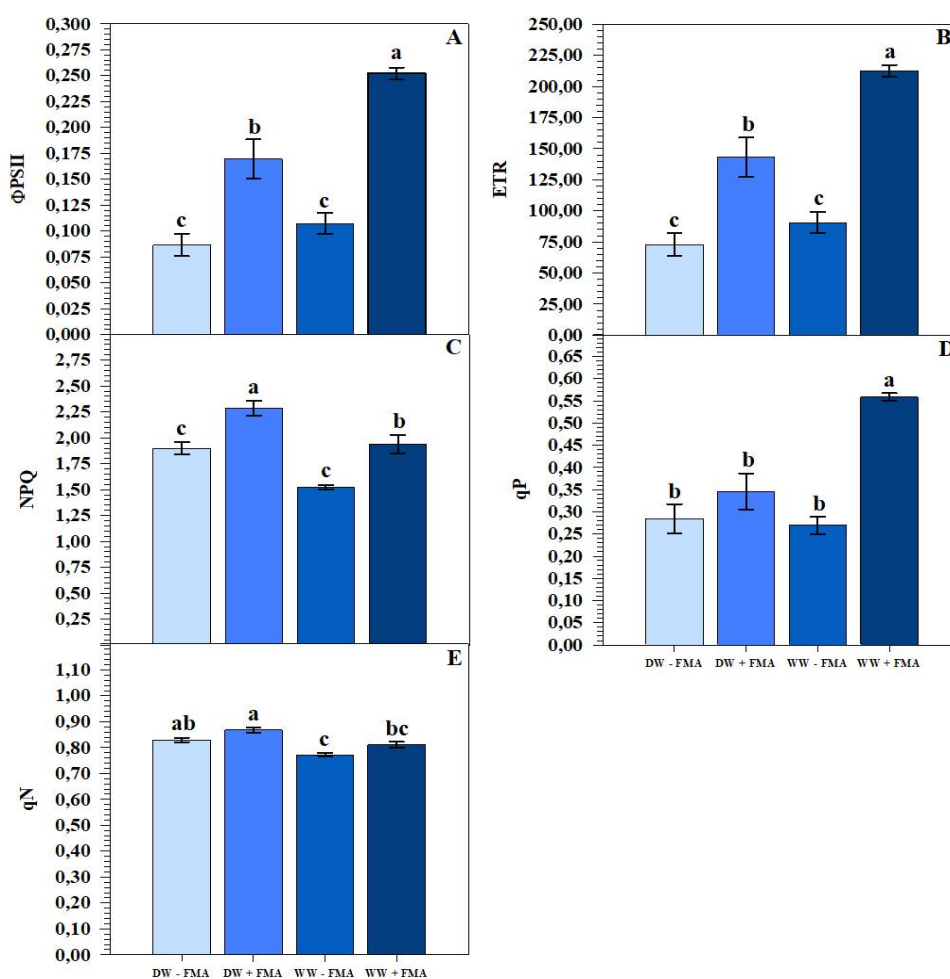 A
ΦPSII
0,300
0,275
0,250
0,225
0,200
0,175
0,150
0,125
0,100
0,075
0,050
0,025
0,000
c
b
c
a
B
ETR
250,00
225,00
200,00
175,00
150,00
125,00
100,00
75,00
50,00
25,00
0,00
c
b
c
a
C
NPQ
2,75
2,50
2,25
2,00
1,75
1,50
1,25
1,00
0,75
0,50
0,25
c
a
c
b
D
qP
0,65
0,60
0,55
0,50
0,45
0,40
0,35
0,30
0,25
0,20
0,15
0,10
0,05
0,00
b
b
b
a
DW - FMA DW + FMA WW - FMA WW + FMA
E
qN
1,10
1,00
0,90
0,80
0,70
0,60
0,50
0,40
0,30
0,20
0,10
0,00
ab
a
c
bc
DW - FMA DW + FMA WW - FMA WW + FMA